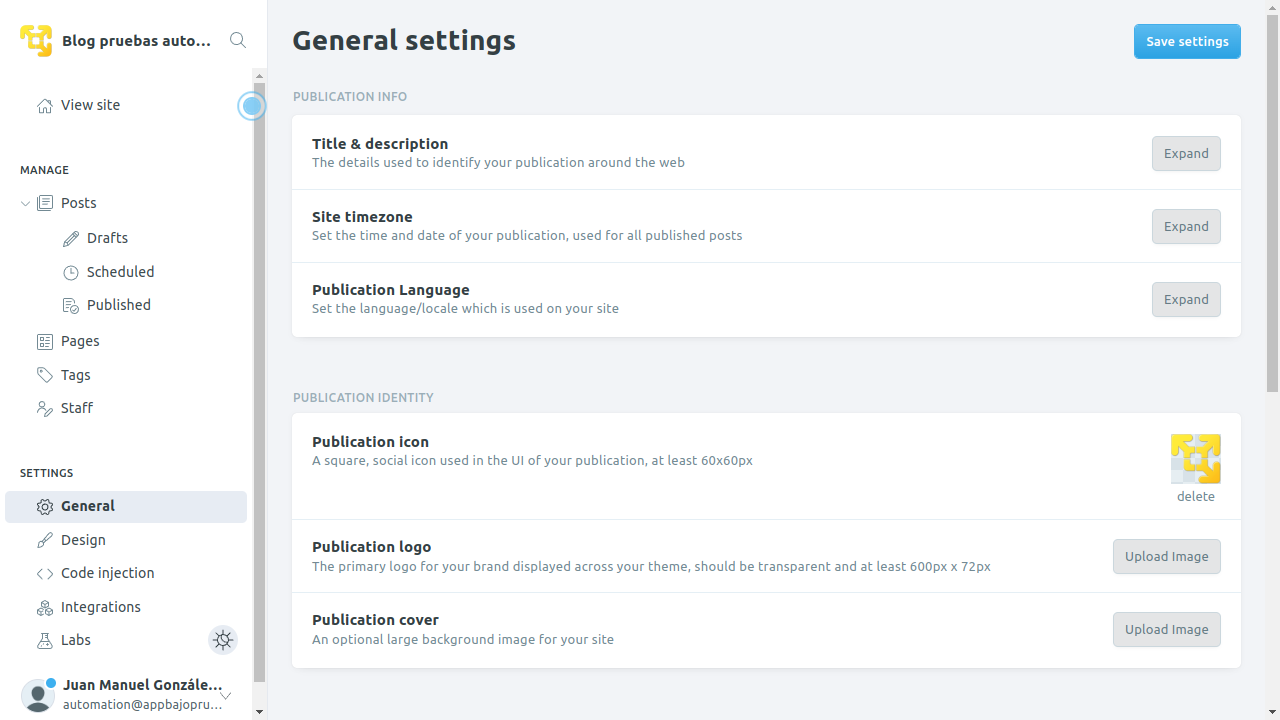 Blog pruebas auto...
View site
MANAGE
Posts
Drafts
Scheduled
Published
Pages
Tags
Staff
SETTINGS
General
Design
Code injection
Integrations
Labs
Juan Manuel Gonzále...
automation@appbajopru...
General settings
Save settings
PUBLICATION INFO
Title & description
The details used to identify your publication around the web
Expand
Site timezone
Set the time and date of your publication, used for all published posts
Expand
Publication Language
Set the language/locale which is used on your site
Expand
PUBLICATION IDENTITY
Publication icon
A square, social icon used in the UI of your publication, at least 60x60px
delete
Publication logo
The primary logo for your brand displayed across your theme, should be transparent and at least 600px x 72px
Upload Image
Publication cover
An optional large background image for your site
Upload Image